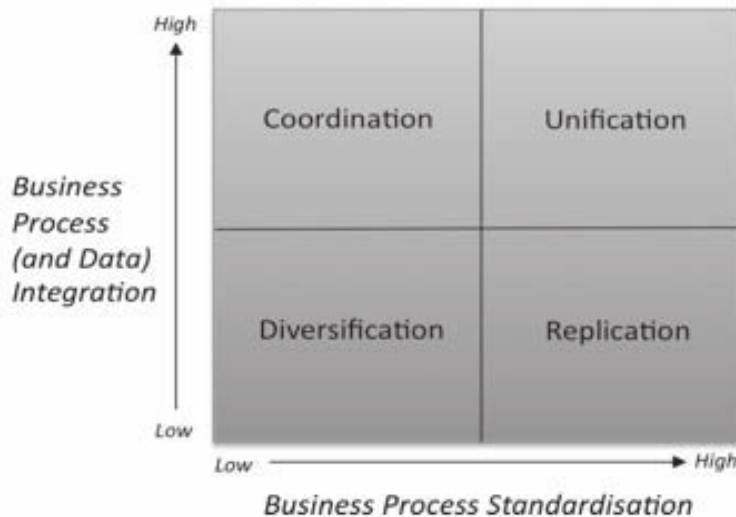 High
Coordination
Unification
Business
Process
(and Data)
Integration
Diversification
Replication
Low
Low
High
Business Process Standardisation